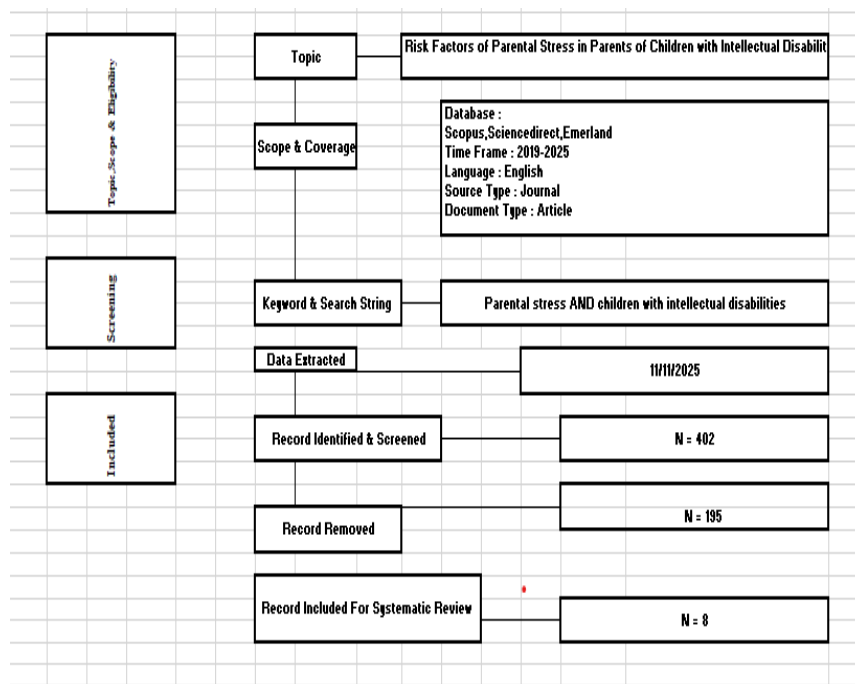 Topic,Scope & Eligibility
Topic
Risk Factors of Parental Stress in Parents of Children with Intellectual Disabilit
Scope & Coverage
Database :
Scopus,Sciencedirect,Emerland
Time Frame : 2019-2025
Language : English
Source Type : Journal
Document Type : Article
Screening
Keyword & Search String
Parental stress AND children with intellectual disabilities
Data Extracted
11/11/2025
Included
Record Identified & Screened
N = 402
Record Removed
N = 195
Record Included For Systematic Review
N = 8